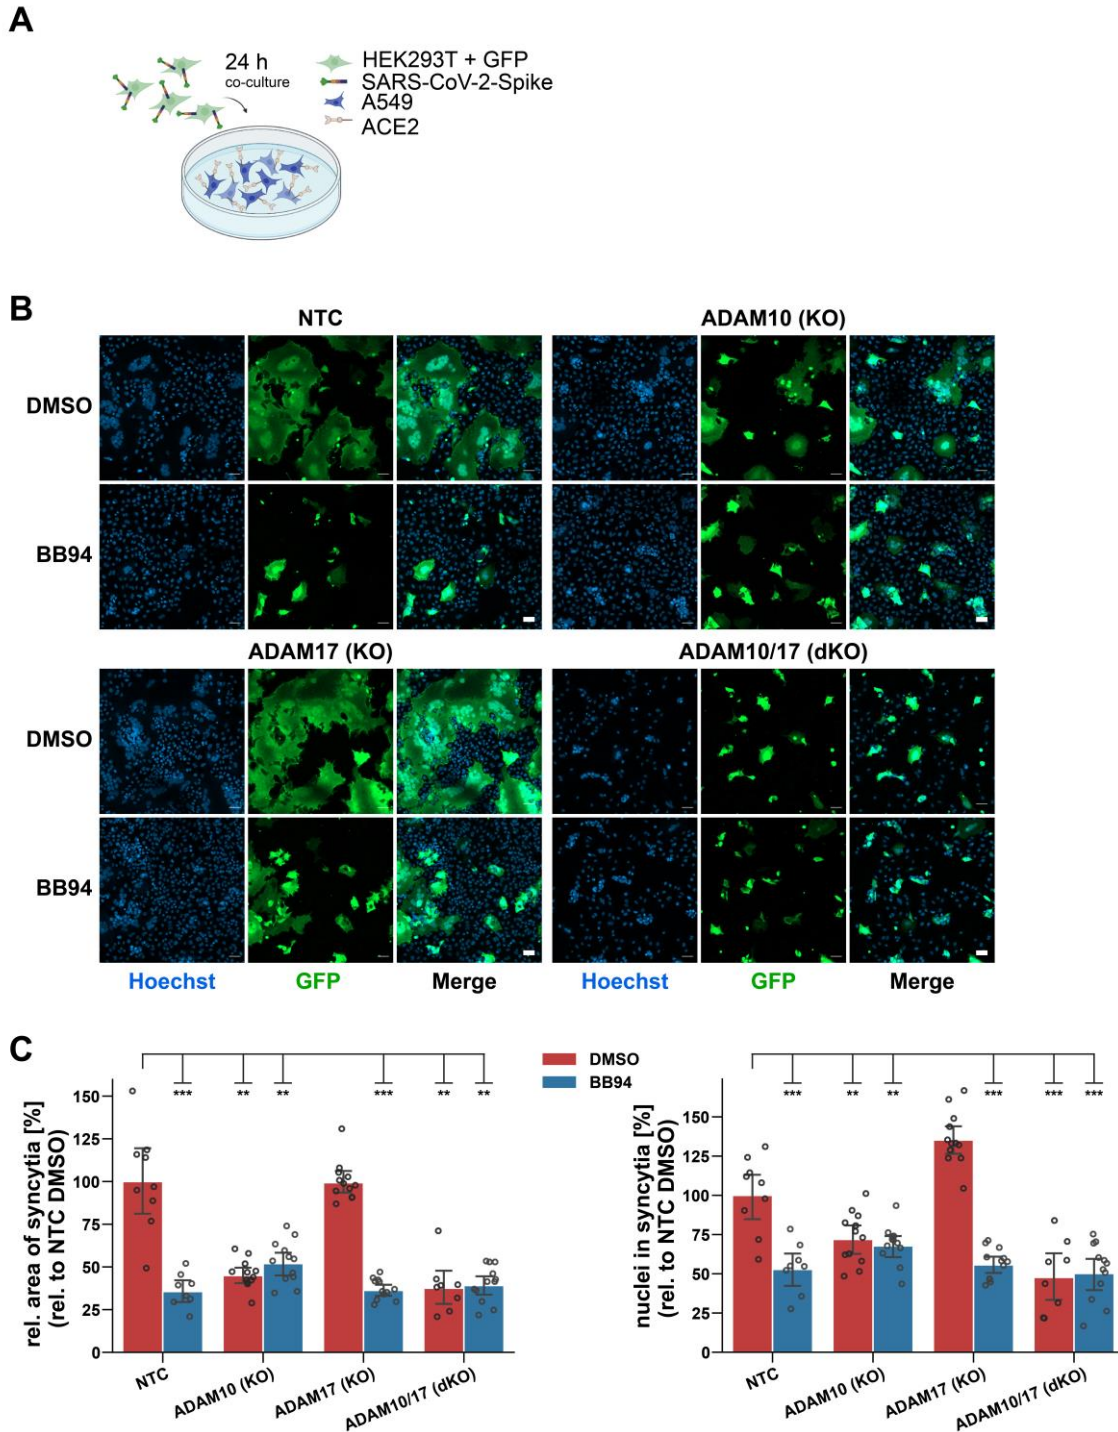 A
24 h
co-culture
HEK293T + GFP
SARS-CoV-2-Spike
A549
ACE2
B
NTC
ADAM10 (KO)
DMSO
BB94
ADAM17 (KO)
ADAM10/17 (dKO)
DMSO
BB94
Hoechst
GFP
Merge
Hoechst
GFP
Merge
C
DMSO
BB94
rel. area of syncytia [%]
(rel. to NTC DMSO)
150
125
100
75
50
25
0
***
**
**
***
**
**
NTC
ADAM10 (KO)
ADAM17 (KO)
ADAM10/17 (dKO)
nuclei in syncytia [%]
(rel. to NTC DMSO)
150
125
100
75
50
25
0
***
**
**
***
***
***
NTC
ADAM10 (KO)
ADAM17 (KO)
ADAM10/17 (dKO)